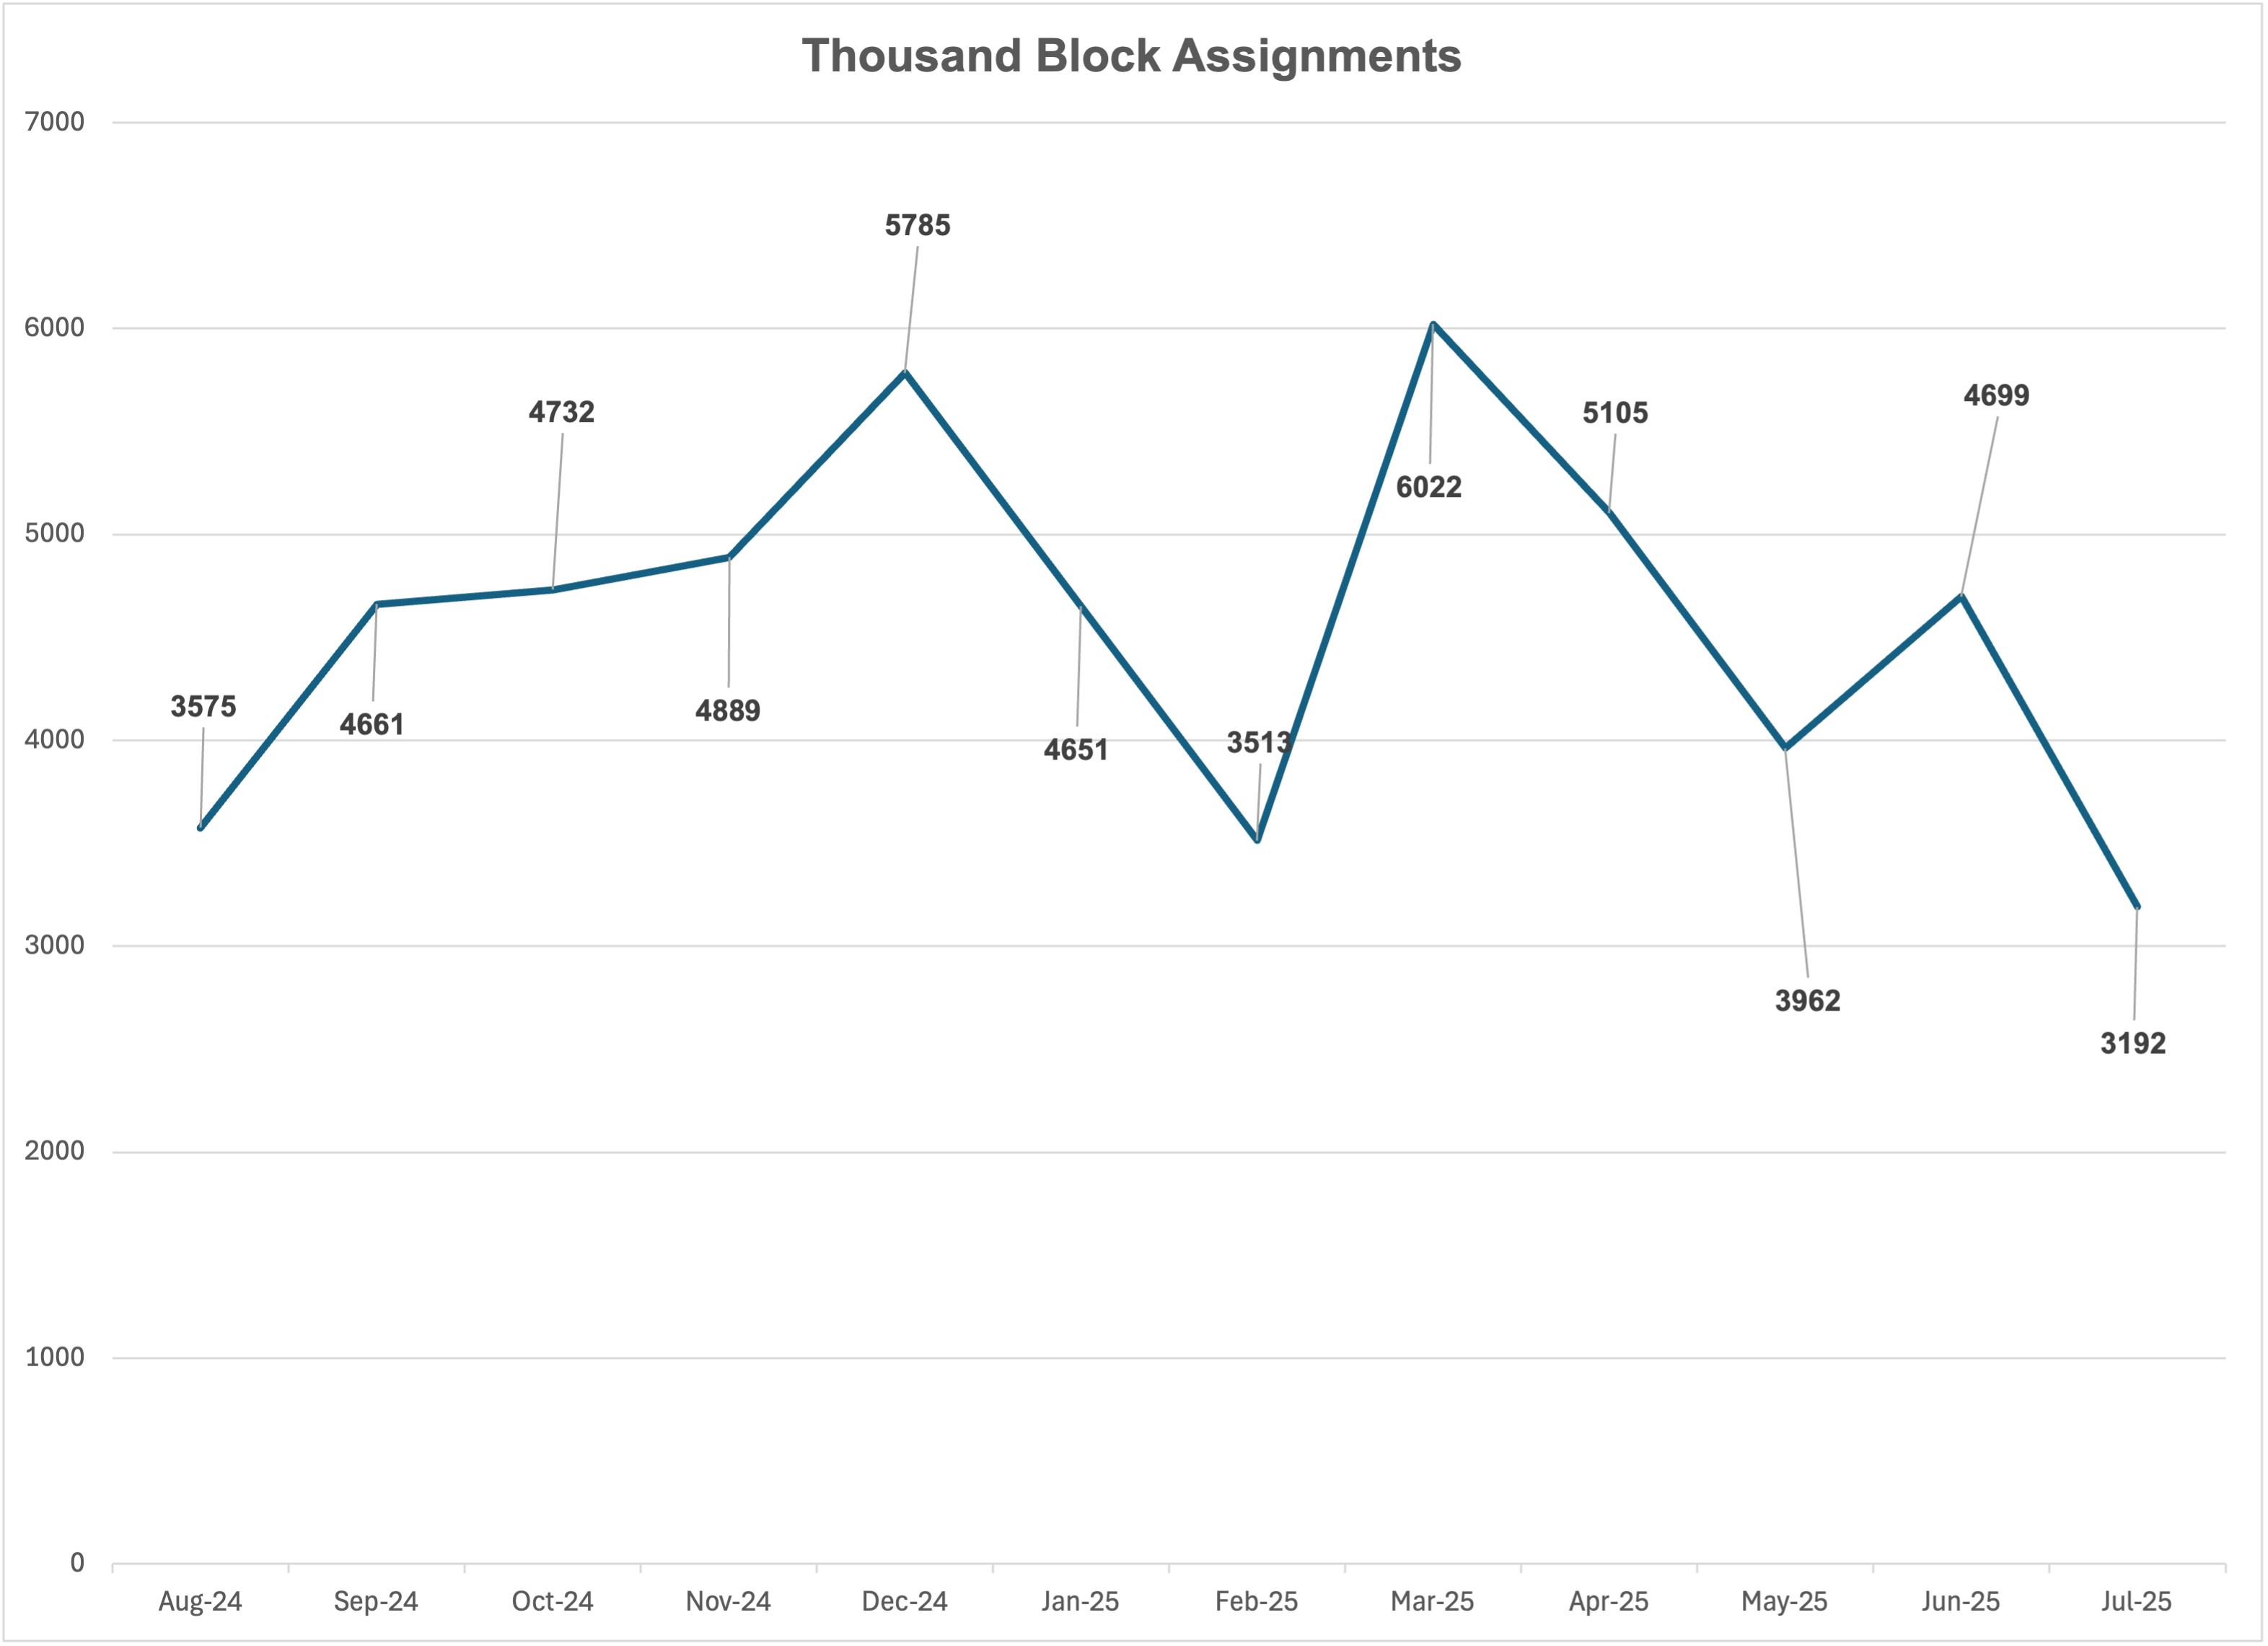 Thousand Block Assignments
7000
6000
5000
4000
3000
2000
1000
0
3575
4661
4732
4889
5785
4651
3513
6022
5105
3962
4699
3192
Aug-24
Sep-24
Oct-24
Nov-24
Dec-24
Jan-25
Feb-25
Mar-25
Apr-25
May-25
Jun-25
Jul-25